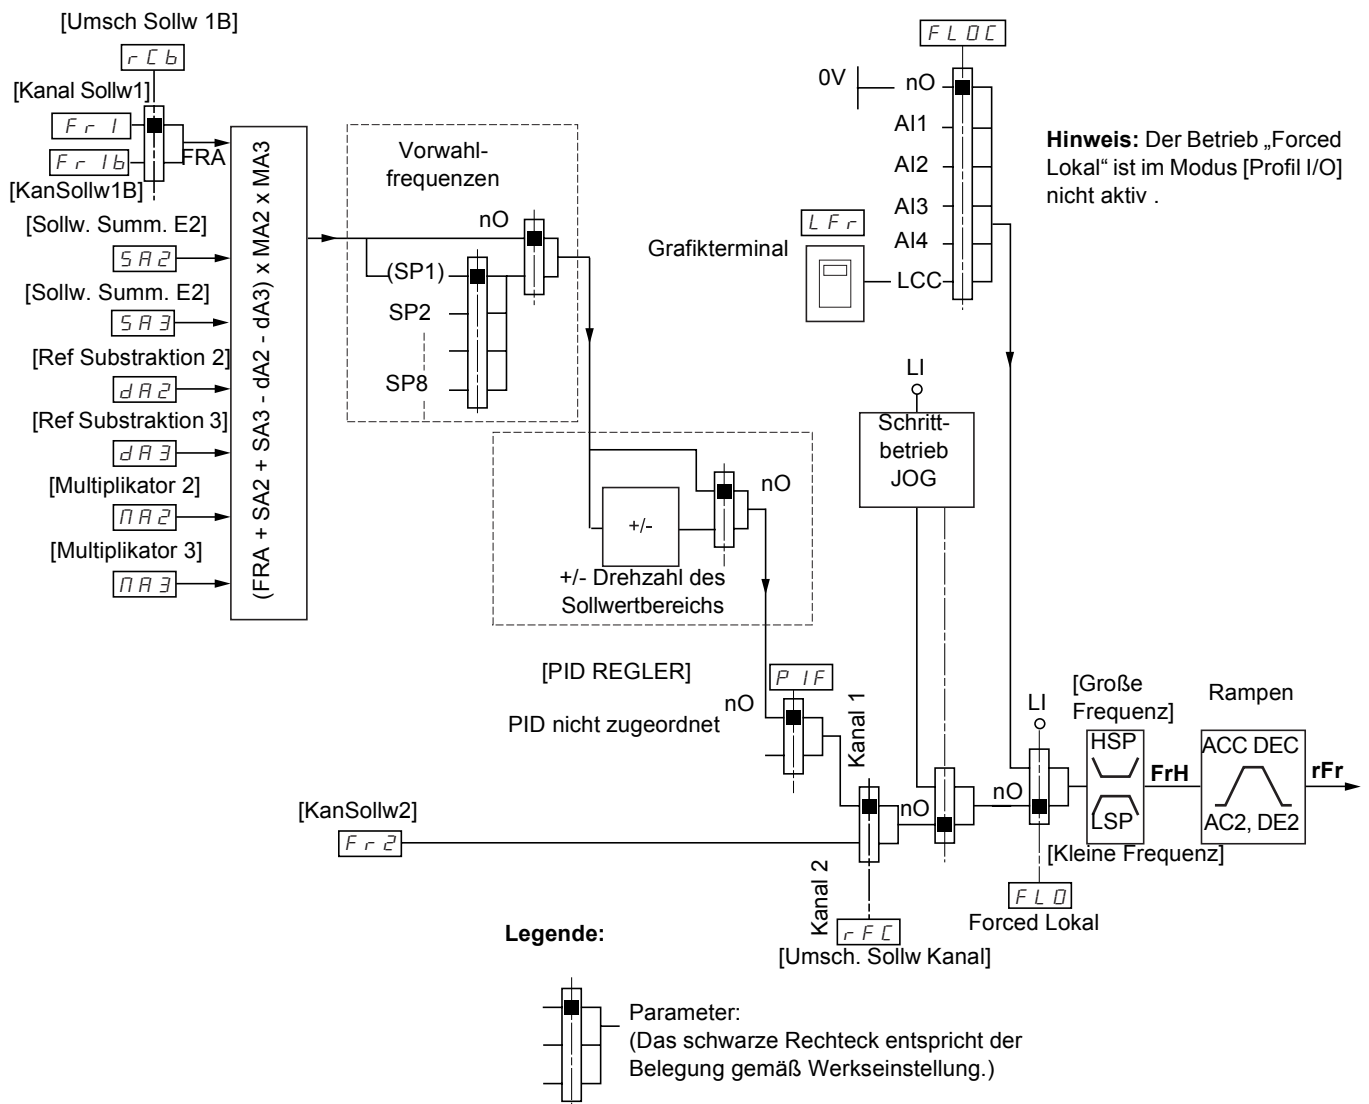 [Umsch Sollw 1B]
rCb
[Kanal Sollw1]
Fr1
Fr1b
FRA
[KanSollw1B]
[Sollw. Summ. E2]
SA2
[Sollw. Summ. E2]
SA3
[Ref Substraktion 2]
dA2
[Ref Substraktion 3]
dA3
[Multiplikator 2]
MA2
[Multiplikator 3]
MA3
(FRA + SA2 + SA3 - dA2 - dA3) x MA2 x MA3
Vorwahl-
frequenzen
nO
(SP1)
SP2
SP8
+/-
nO
+/- Drehzahl des
Sollwertbereichs
FLOC
0V
nO
AI1
AI2
AI3
AI4
LCC
LFr
Grafikterminal
Hinweis: Der Betrieb „Forced
Lokal“ ist im Modus [Profil I/O]
nicht aktiv .
LI
Schritt-
betrieb
JOG
[PID REGLER]
PIF
nO
PID nicht zugeordnet
Kanal 1
[KanSollw2]
Fr2
Kanal 2
nO
rFC
[Umsch. Sollw Kanal]
nO
LI
FLO
Forced Lokal
[Große
Frequenz]
HSP
LSP
[Kleine Frequenz]
FrH
Rampen
ACC DEC
AC2, DE2
rFr
Legende:
Parameter:
(Das schwarze Rechteck entspricht der
Belegung gemäß Werkseinstellung.)